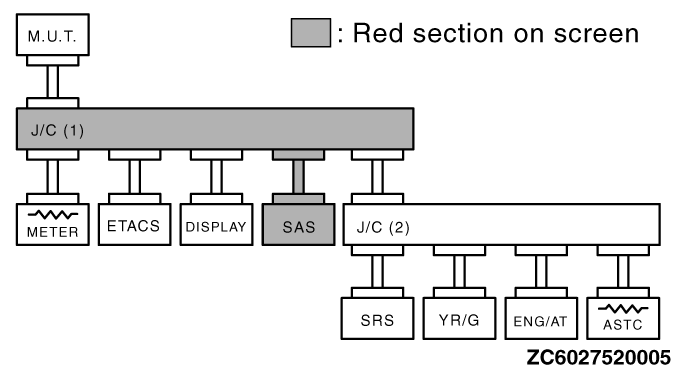 M.U.T.
: Red section on screen
J/C (1)
METER
ETACS
DISPLAY
SAS
J/C (2)
SRS
YR/G
ENG/AT
ASTC
ZC6027520005